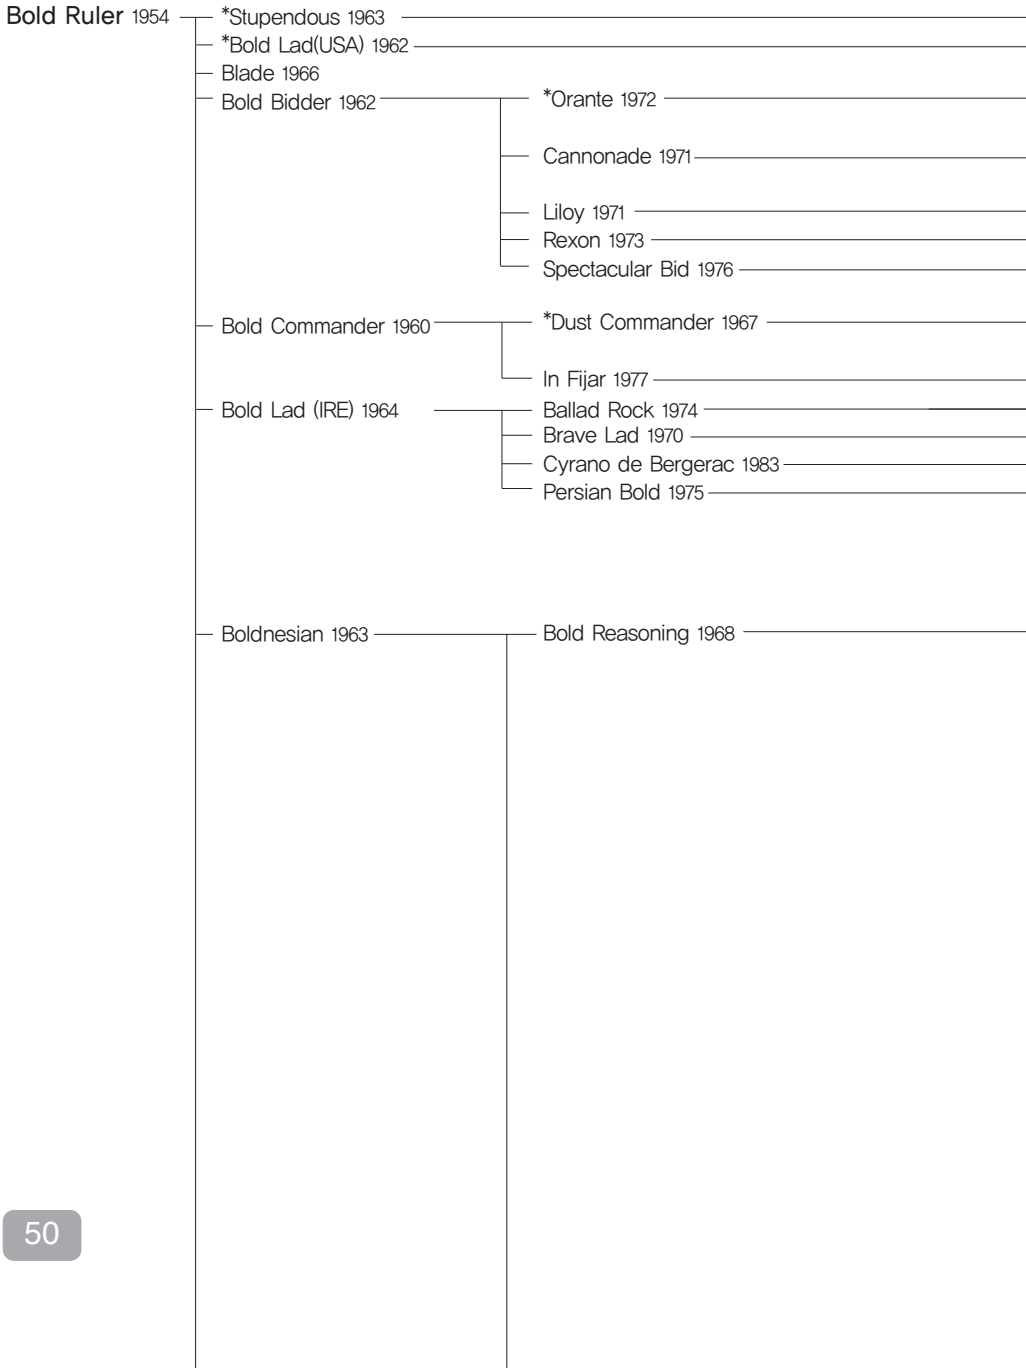 Bold Ruler 1954 *Stupendous 1963
*Bold Lad(USA) 1962
Blade 1966
Bold Bidder 1962 *Orante 1972
Cannonade 1971
Liloy 1971
Rexon 1973
Spectacular Bid 1976
Bold Commander 1960 *Dust Commander 1967
In Fijar 1977
Bold Lad (IRE) 1964 Ballad Rock 1974
Brave Lad 1970
Cyrano de Bergerac 1983
Persian Bold 1975
Boldnesian 1963 Bold Reasoning 1968
50